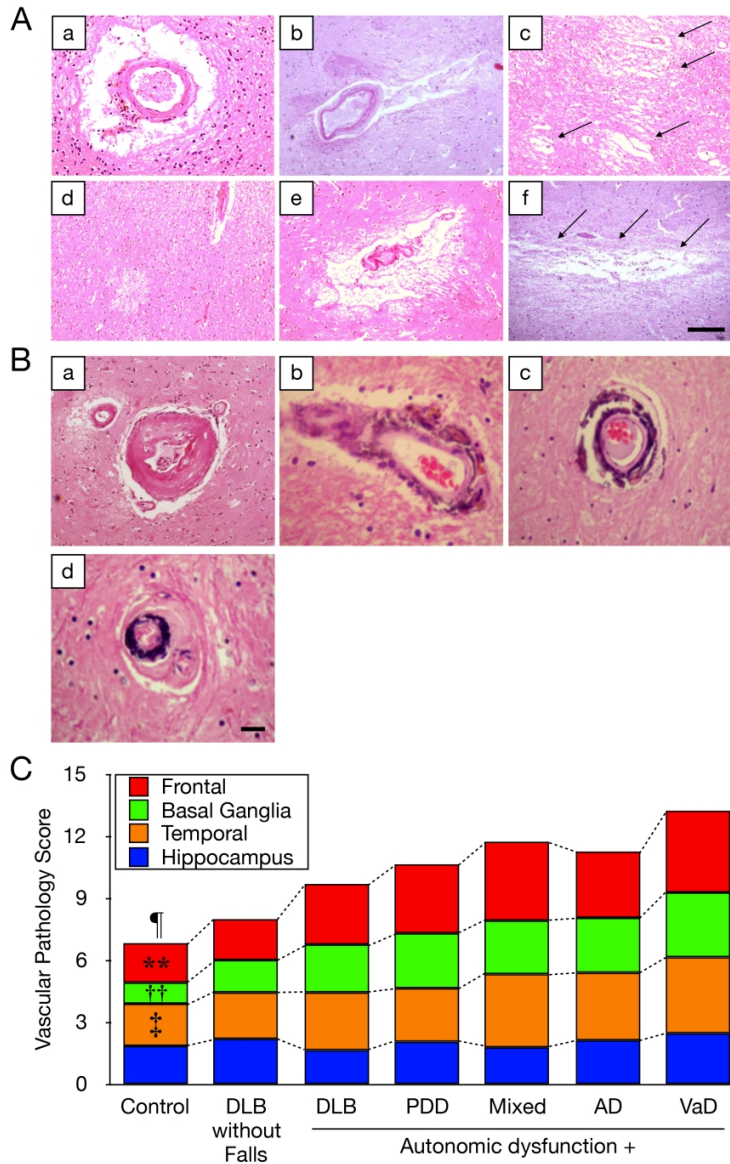 A
a
b
c
d
e
f
B
a
b
c
d
C
15
12
9
6
3
0
Vascular Pathology Score
Frontal
Basal Ganglia
Temporal
Hippocampus
¶
**
††
‡
Control
DLB
without
Falls
DLB
PDD
Mixed
AD
VaD
Autonomic dysfunction +